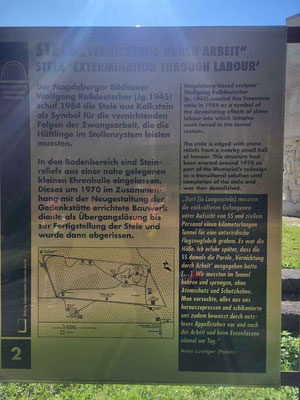 STELE „VERNICHTUNG DURCH ARBEIT“
STELA ‘EXTERMINATION THROUGH LABOUR’
Der Magdeburger Bildhauer
Wolfgang Roßdeutscher (Jg.1945)
schuf 1984 die Stele aus Kalkstein
als Symbol für die vernichtenden
Folgen der Zwangsarbeit, die die
Häftlinge im Stollensystem leisten
mussten.
In den Bodenbereich sind Stein-
reliefs aus einer nahe gelegenen
kleinen Ehrenhalle eingelassen.
Dieses um 1970 im Zusammen-
hang mit der Neugestaltung der
Gedenkstätte errichtete Bauwerk
diente als Übergangslösung bis
zur Fertigstellung der Stele und
wurde dann abgerissen.
2
Magdeburg-based sculptor
Wolfgang Roßdeutscher
(b. 1945) created this limestone
stela in 1984 as a symbol of
the devastating effects of slave
labour into which inmates
were forced in the tunnel
system.
The stela is edged with stone
reliefs from a nearby small hall
of honour. This structure had
been erected around 1970 as
part of the Memorial's redesign
as a transitional solution until
completion of the stela and
was then demolished.
„Dort [in Langenstein] mussten
die entkräfteten Gefangenen
unter Aufsicht von SS und zivilem
Personal einen kilometerlangen
Tunnel für eine unterirdische
Flugzeugfabrik graben. Es war die
Hölle. Ich erfuhr später, dass die
SS damals die Parole ‚Vernichtung
durch Arbeit‘ ausgegeben hatte
[...]. Wir mussten im Tunnel
bohren und sprengen, ohne
Atemschutz und Schutzhelme.
Man versuchte, alles aus uns
herauszupressen und schikanierte
uns zudem bewusst durch nutz-
loses Appellstehen vor und nach
der Arbeit und beim Essenfassen
einmal am Tag.“
Arno Lustiger (Polen)